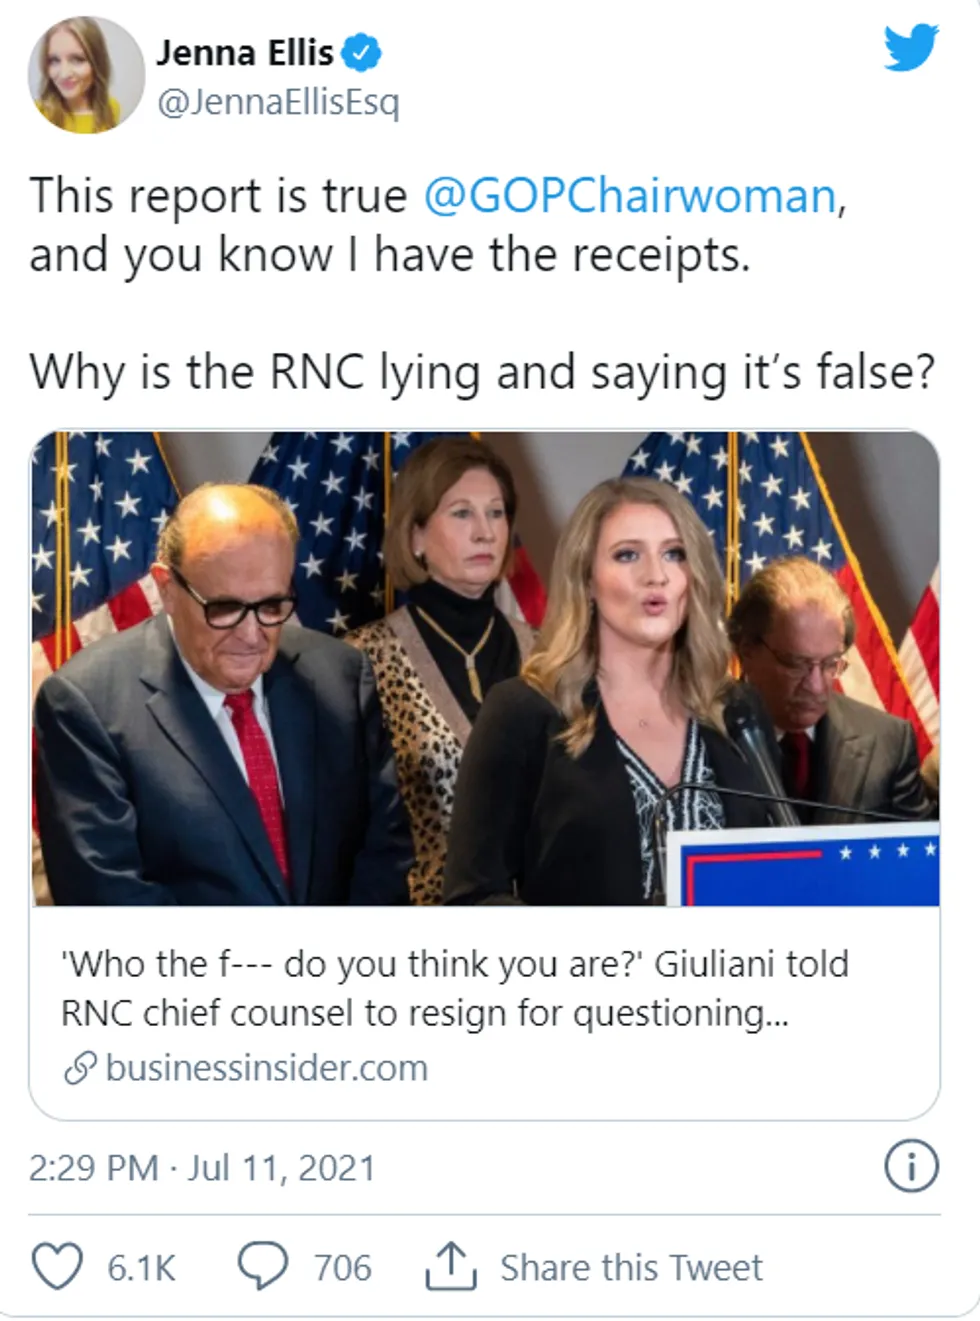 Jenna Ellis
@JennaEllisEsq
This report is true @GOPChairwoman,
and you know I have the receipts.
Why is the RNC lying and saying it’s false?
'Who the f--- do you think you are?' Giuliani told
RNC chief counsel to resign for questioning...
businessinsider.com
2:29 PM · Jul 11, 2021
6.1K 706 Share this Tweet